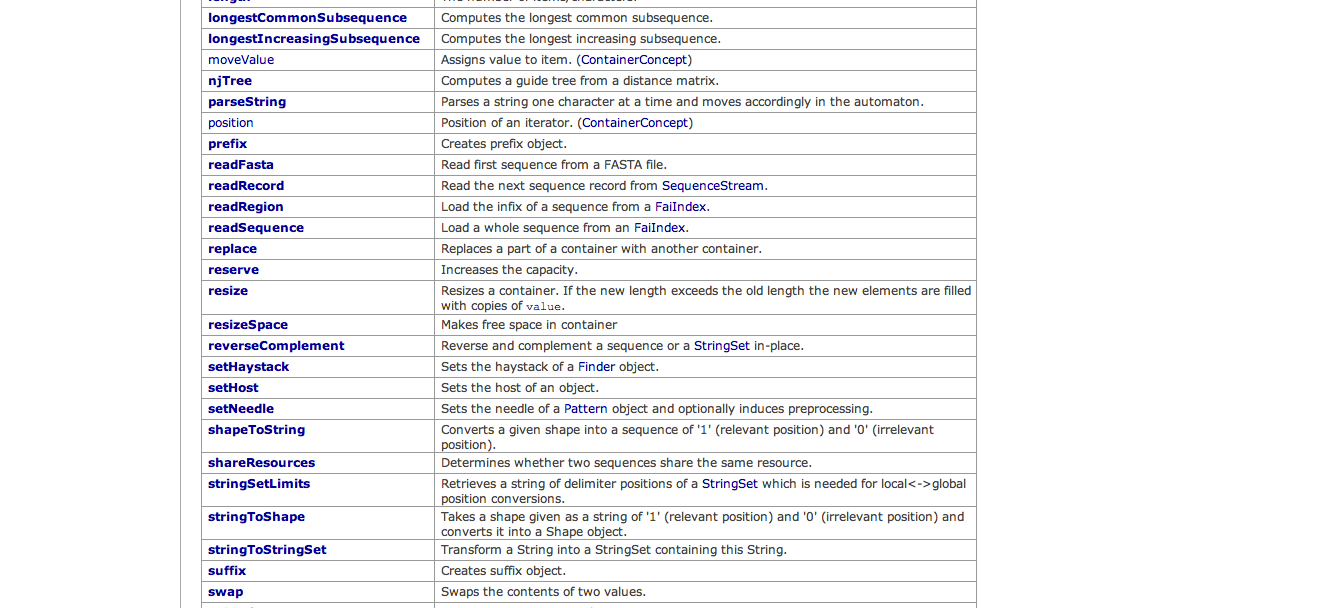 longestCommonSubsequence Computes the longest common subsequence.
longestIncreasingSubsequence Computes the longest increasing subsequence.
moveValue Assigns value to item. (ContainerConcept)
njTree Computes a guide tree from a distance matrix.
parseString Parses a string one character at a time and moves accordingly in the automaton.
position Position of an iterator. (ContainerConcept)
prefix Creates prefix object.
readFasta Read first sequence from a FASTA file.
readRecord Read the next sequence record from SequenceStream.
readRegion Load the infix of a sequence from a FaiIndex.
readSequence Load a whole sequence from an FaiIndex.
replace Replaces a part of a container with another container.
reserve Increases the capacity.
resize Resizes a container. If the new length exceeds the old length the new elements are filled
with copies of value.
resizeSpace Makes free space in container
reverseComplement Reverse and complement a sequence or a StringSet in-place.
setHaystack Sets the haystack of a Finder object.
setHost Sets the host of an object.
setNeedle Sets the needle of a Pattern object and optionally induces preprocessing.
shapeToString Converts a given shape into a sequence of '1' (relevant position) and '0' (irrelevant
position).
shareResources Determines whether two sequences share the same resource.
stringSetLimits Retrieves a string of delimiter positions of a StringSet which is needed for local<->global
position conversions.
stringToShape Takes a shape given as a string of '1' (relevant position) and '0' (irrelevant position) and
converts it into a Shape object.
stringToStringSet Transform a String into a StringSet containing this String.
suffix Creates suffix object.
swap Swaps the contents of two values.